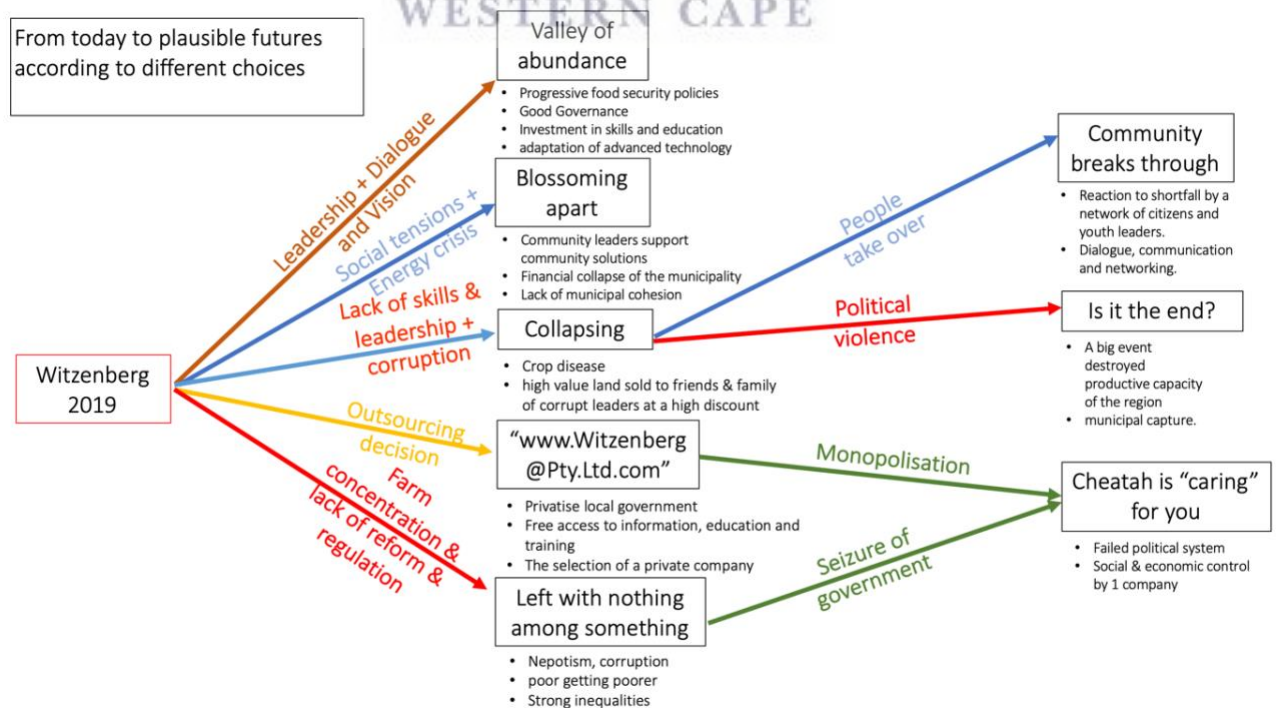 WESTERN CAPE
From today to plausible futures
according to different choices
Valley of
abundance
• Progressive food security policies
• Good Governance
• Investment in skills and education
• adaptation of advanced technology
Leadership + Dialogue
and Vision
Blossoming
apart
• Community leaders support
community solutions
• Financial collapse of the municipality
• Lack of municipal cohesion
Social tensions +
Energy crisis
Lack of skills &
leadership +
corruption
Collapsing
• Crop disease
• high value land sold to friends & family
of corrupt leaders at a high discount
Witzenberg
2019
Outsourcing
decision
"www.Witzenberg
@Pty.Ltd.com"
• Privatise local government
• Free access to information, education and
training
• The selection of a private company
Farm
concentration &
lack of reform &
regulation
Left with nothing
among something
• Nepotism, corruption
• poor getting poorer
• Strong inequalities
People
take over
Community
breaks through
• Reaction to shortfall by a
network of citizens and
youth leaders.
• Dialogue, communication
and networking.
Political
violence
Is it the end?
• A big event
destroyed
productive capacity
of the region
• municipal capture.
Monopolisation
Seizure of
government
Cheatah is "caring"
for you
• Failed political system
• Social & economic control
by 1 company